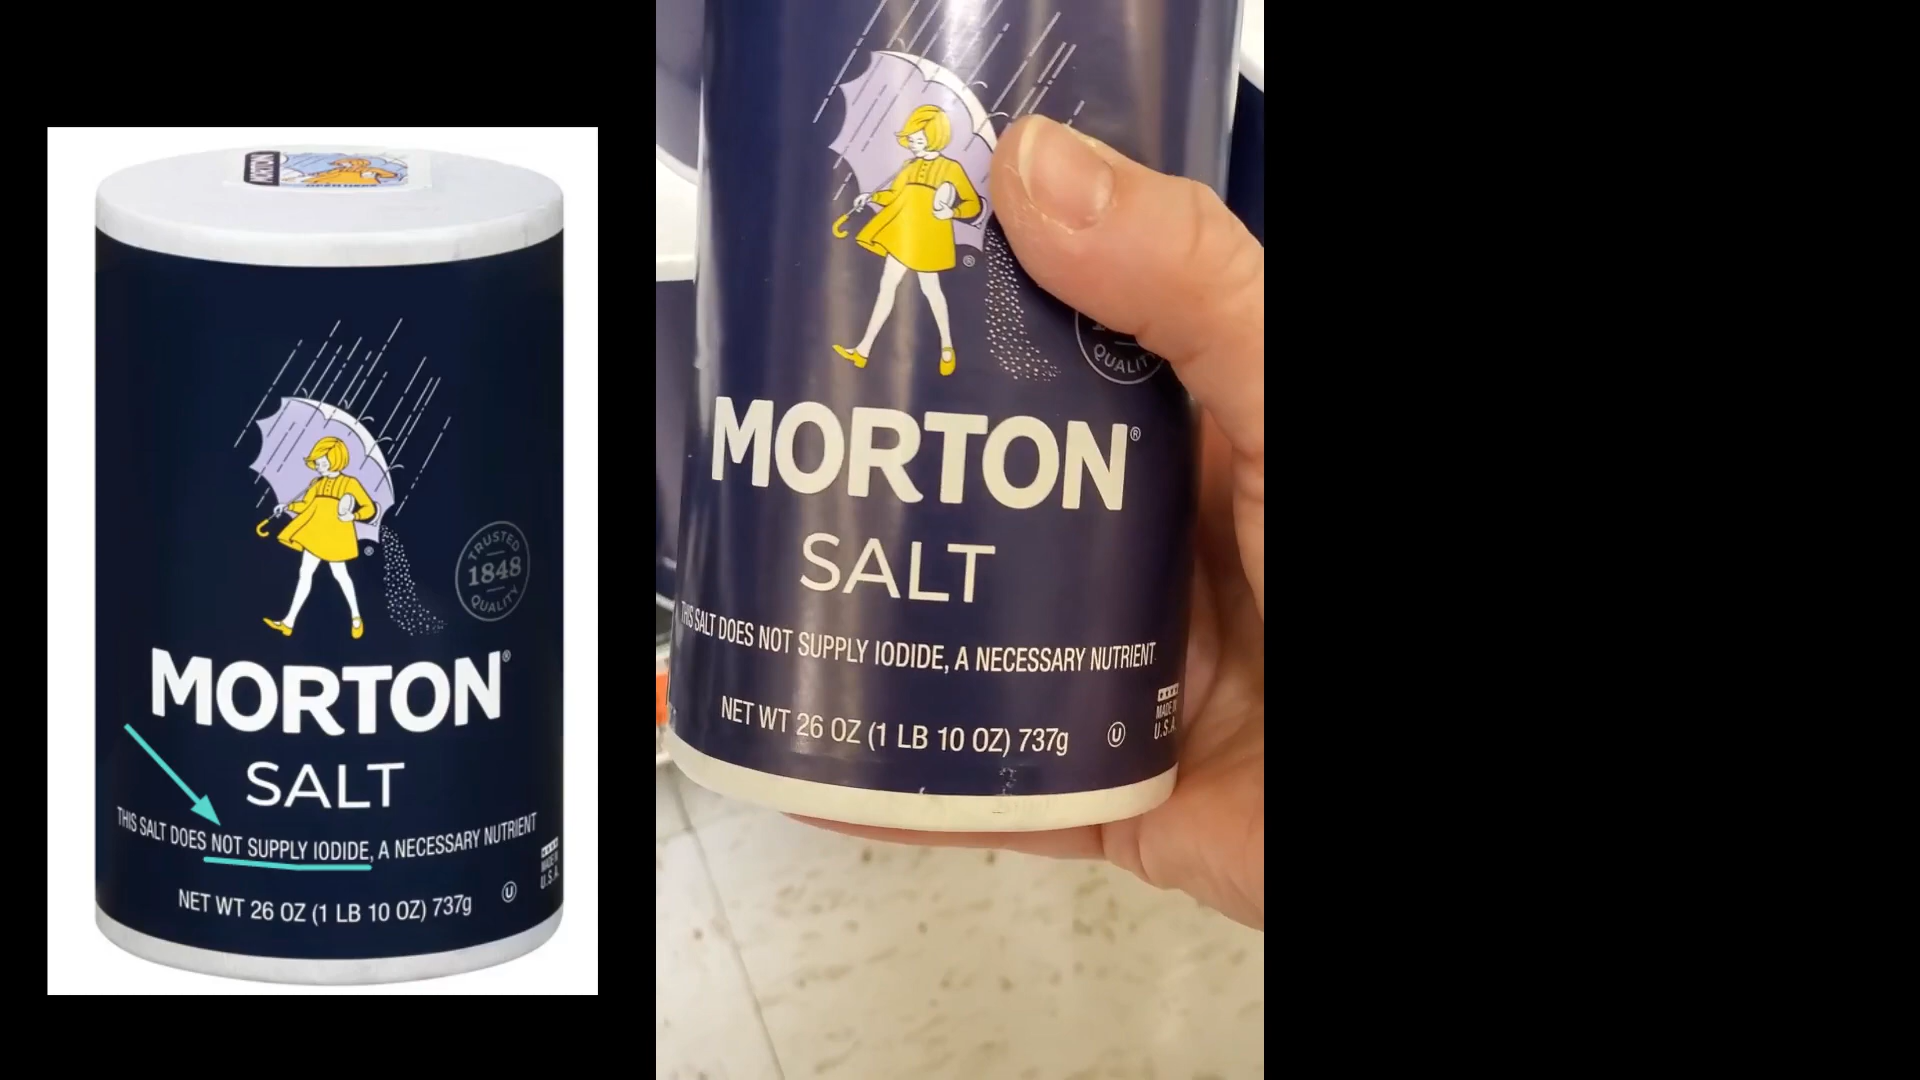 MORTON
TRUSTED
1848
QUALITY
MORTON®
SALT
THIS SALT DOES NOT SUPPLY IODIDE, A NECESSARY NUTRIENT
NET WT 26 OZ (1 LB 10 OZ) 737g
U
MADE IN
U.S.A.
®
QUALITY
MORTON®
SALT
THIS SALT DOES NOT SUPPLY IODIDE, A NECESSARY NUTRIENT
NET WT 26 OZ (1 LB 10 OZ) 737g
U
MADE IN
U.S.A.